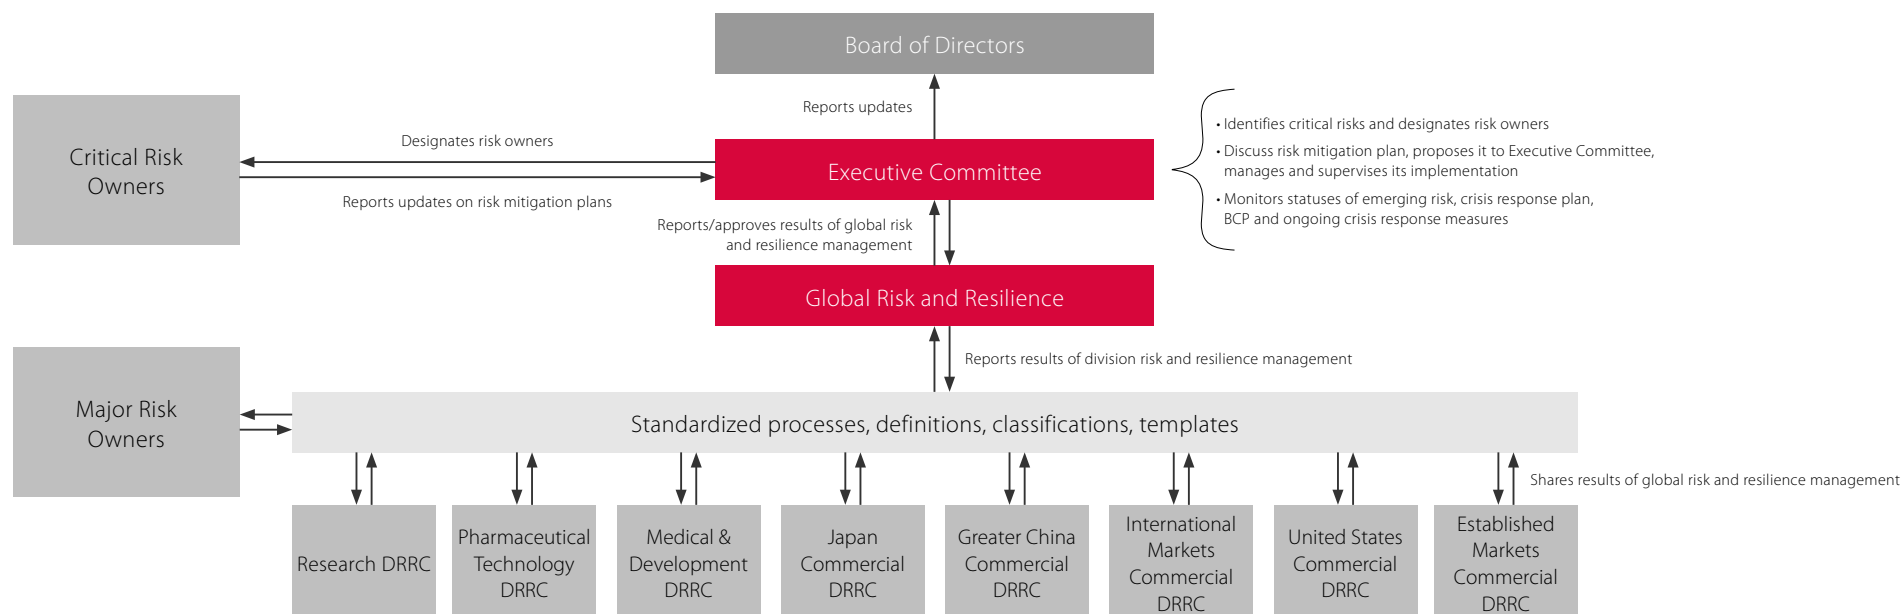 Board of Directors
Reports updates
Critical Risk
Owners
Designates risk owners
Reports updates on risk mitigation plans
Executive Committee
• Identifies critical risks and designates risk owners
• Discuss risk mitigation plan, proposes it to Executive Committee,
manages and supervises its implementation
• Monitors statuses of emerging risk, crisis response plan,
BCP and ongoing crisis response measures
Reports/approves results of global risk
and resilience management
Global Risk and Resilience
Reports results of division risk and resilience management
Major Risk
Owners
Standardized processes, definitions, classifications, templates
Shares results of global risk and resilience management
Research DRRC
Pharmaceutical
Technology
DRRC
Medical &
Development
DRRC
Japan
Commercial
DRRC
Greater China
Commercial
DRRC
International
Markets
Commercial
DRRC
United States
Commercial
DRRC
Established
Markets
Commercial
DRRC